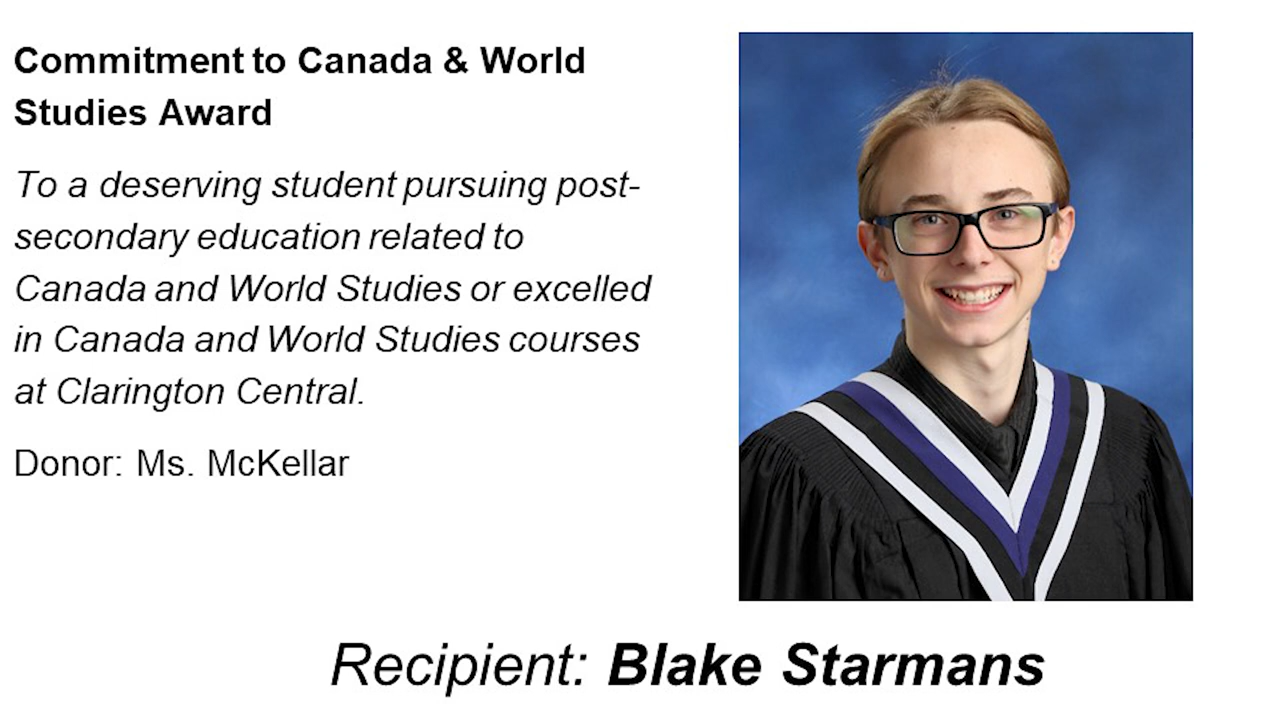 Commitment to Canada & World
Studies Award
To a deserving student pursuing post-
secondary education related to
Canada and World Studies or excelled
in Canada and World Studies courses
at Clarington Central.
Donor: Ms. McKellar
Recipient: Blake Starmans